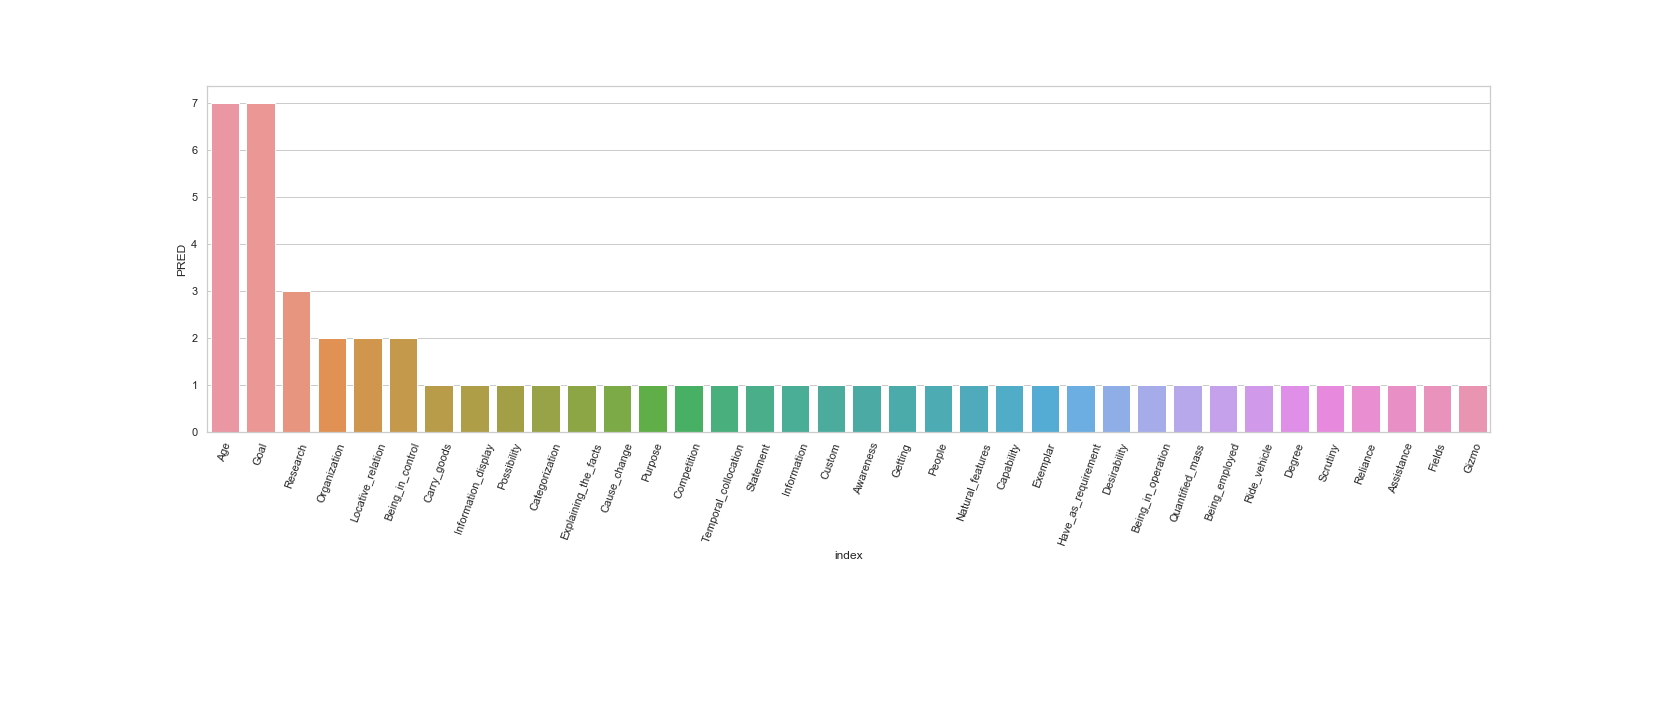 7
6
5
4
3
2
1
0
PRED
Age
Goal
Research
Organization
Locative_relation
Being_in_control
Carry_goods
Information_display
Possibility
Categorization
Explaining_the_facts
Cause_change
Purpose
Competition
Temporal_collocation
Statement
Information
Custom
Awareness
Getting
People
Natural_features
Capability
Exemplar
Have_as_requirement
Desirability
Being_in_operation
Quantified_mass
Being_employed
Ride_vehicle
Degree
Scrutiny
Reliance
Assistance
Fields
Gizmo
index